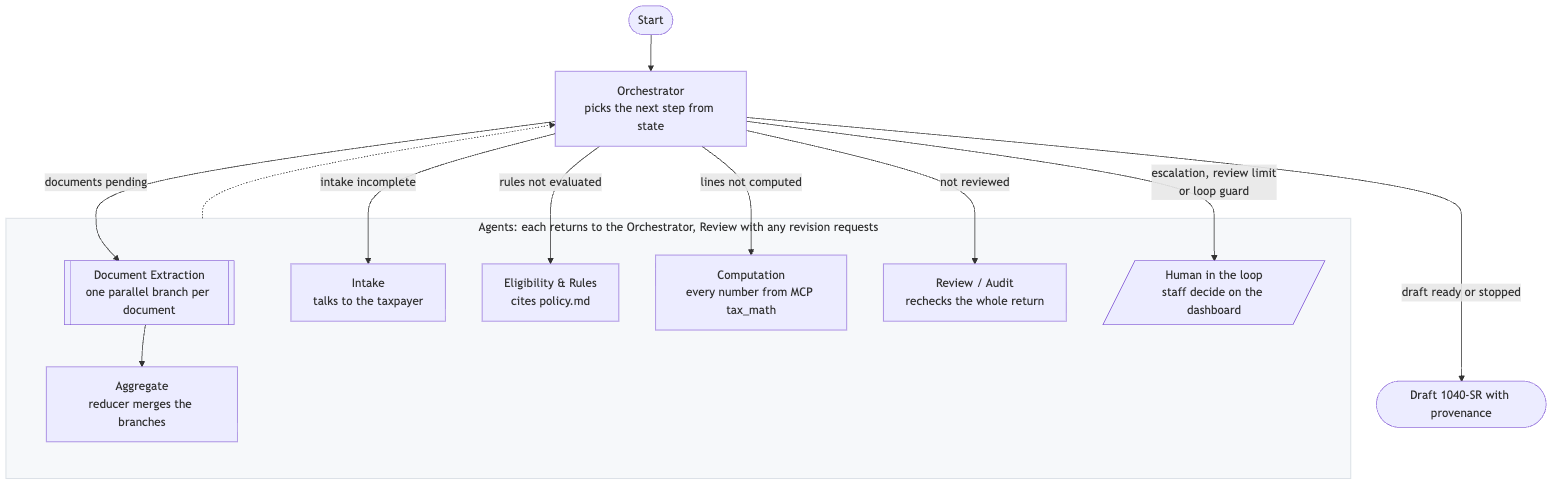 Start
Orchestrator
picks the next step from
state
documents pending
intake incomplete
rules not evaluated
lines not computed
not reviewed
escalation, review limit
or loop guard
draft ready or stopped
Agents: each returns to the Orchestrator, Review with any revision requests
Document Extraction
one parallel branch per
document
Intake
talks to the taxpayer
Eligibility & Rules
cites policy.md
Computation
every number from MCP
tax_math
Review / Audit
rechecks the whole return
Human in the loop
staff decide on the
dashboard
Aggregate
reducer merges the
branches
Draft 1040-SR with
provenance